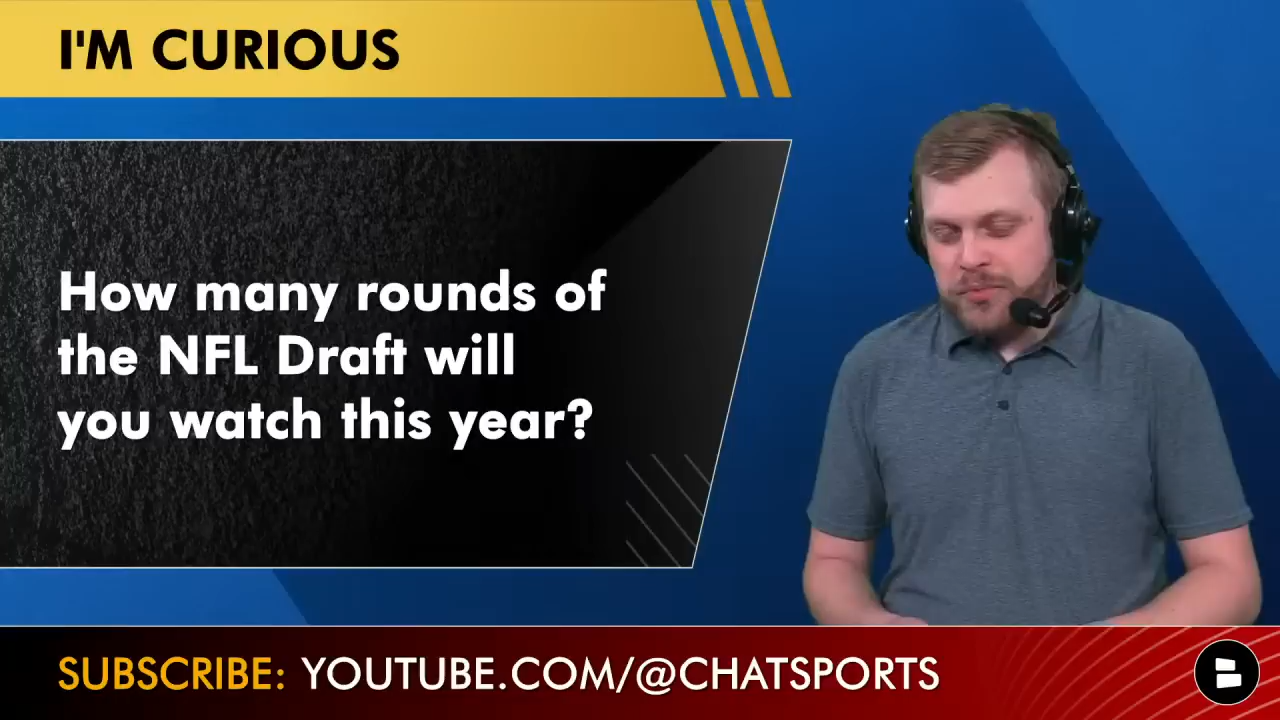 I'M CURIOUS
How many rounds of
the NFL Draft will
you watch this year?
SUBSCRIBE: YOUTUBE.COM/@CHATSPORTS